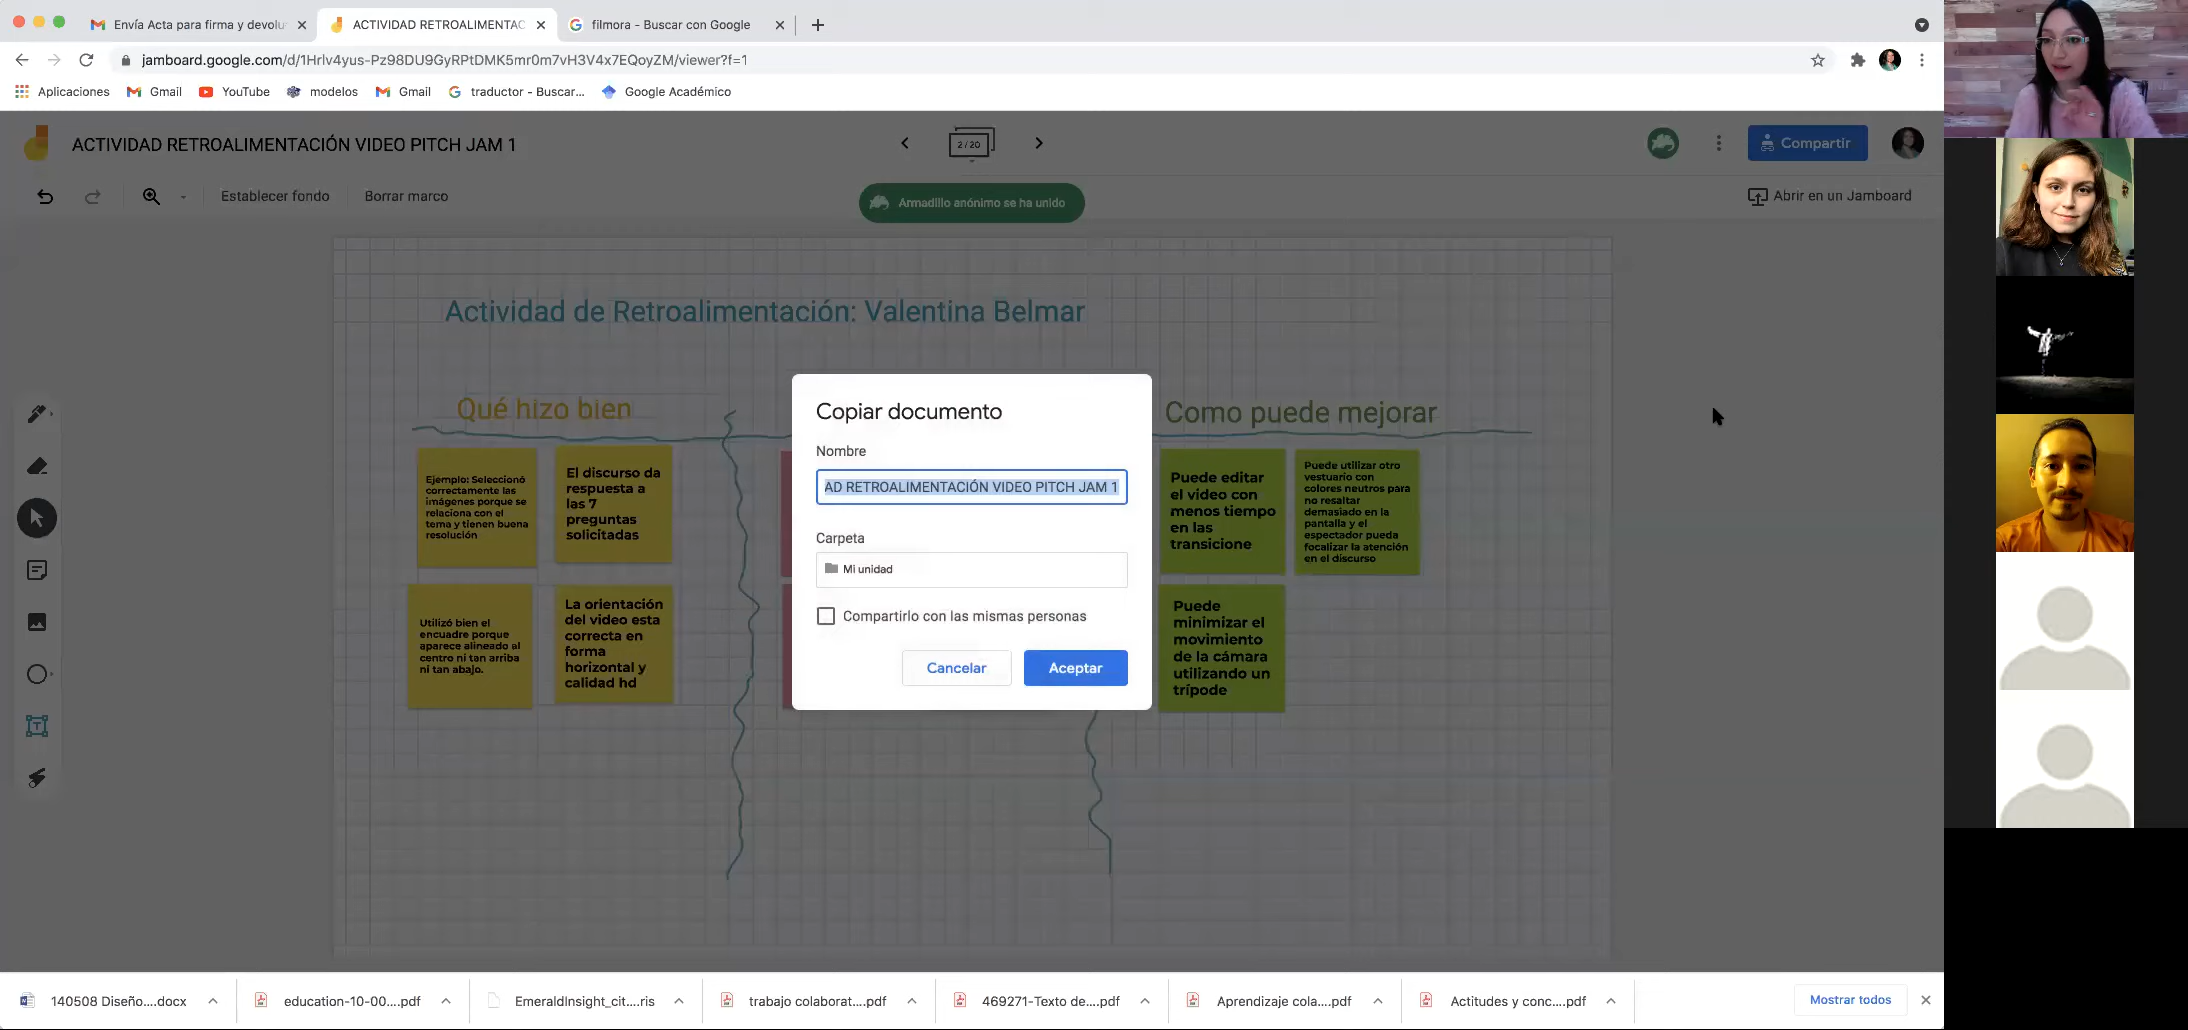 Envía Acta para firma y devolu
ACTIVIDAD RETROALIMENTAC
filmora - Buscar con Google
jamboard.google.com/d/1Hrlv4yus-Pz98DU9GyRPtDMK5mr0m7vH3V4x7EQoyZM/viewer?f=1
Aplicaciones
Gmail
YouTube
modelos
Gmail
traductor - Buscar...
Google Académico
ACTIVIDAD RETROALIMENTACIÓN VIDEO PITCH JAM 1
2 / 20
Compartir
Establecer fondo
Borrar marco
Armadillo anónimo se ha unido
Abrir en un Jamboard
Actividad de Retroalimentación: Valentina Belmar
Qué hizo bien
Ejemplo: Seleccionó
correctamente las
imágenes porque se
relaciona con el
tema y tienen buena
resolución
El discurso da
respuesta a
las 7
preguntas
solicitadas
Utilizó bien el
encuadre porque
aparece alineado al
centro ni tan arriba
ni tan abajo.
La orientación
del video esta
correcta en
forma
horizontal y
calidad hd
Copiar documento
Nombre
AD RETROALIMENTACIÓN VIDEO PITCH JAM 1
Carpeta
Mi unidad
Compartirlo con las mismas personas
Cancelar
Aceptar
Como puede mejorar
Puede editar
el video con
menos tiempo
en las
transicione
Puede utilizar otro
vestuario con
colores neutros para
no resaltar
demasiado en la
pantalla y el
espectador pueda
focalizar la atención
en el discurso
Puede
minimizar el
movimiento
de la cámara
utilizando un
trípode
140508 Diseño....docx
education-10-00....pdf
EmeraldInsight_cit....ris
trabajo colaborat....pdf
469271-Texto de....pdf
Aprendizaje cola....pdf
Actitudes y conc....pdf
Mostrar todos